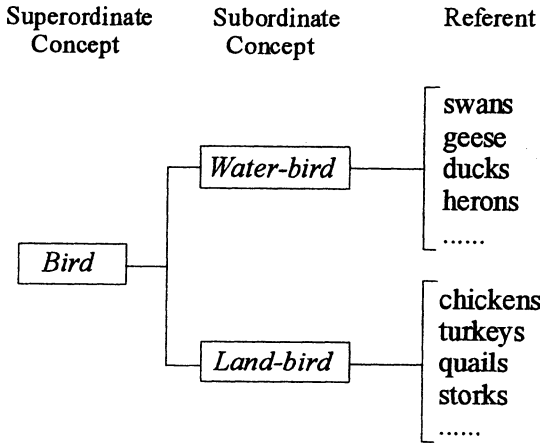 Superordinate Concept
Subordinate Concept
Referent
Bird
Water-bird
swans
geese
ducks
herons
......
Land-bird
chickens
turkeys
quails
storks
......